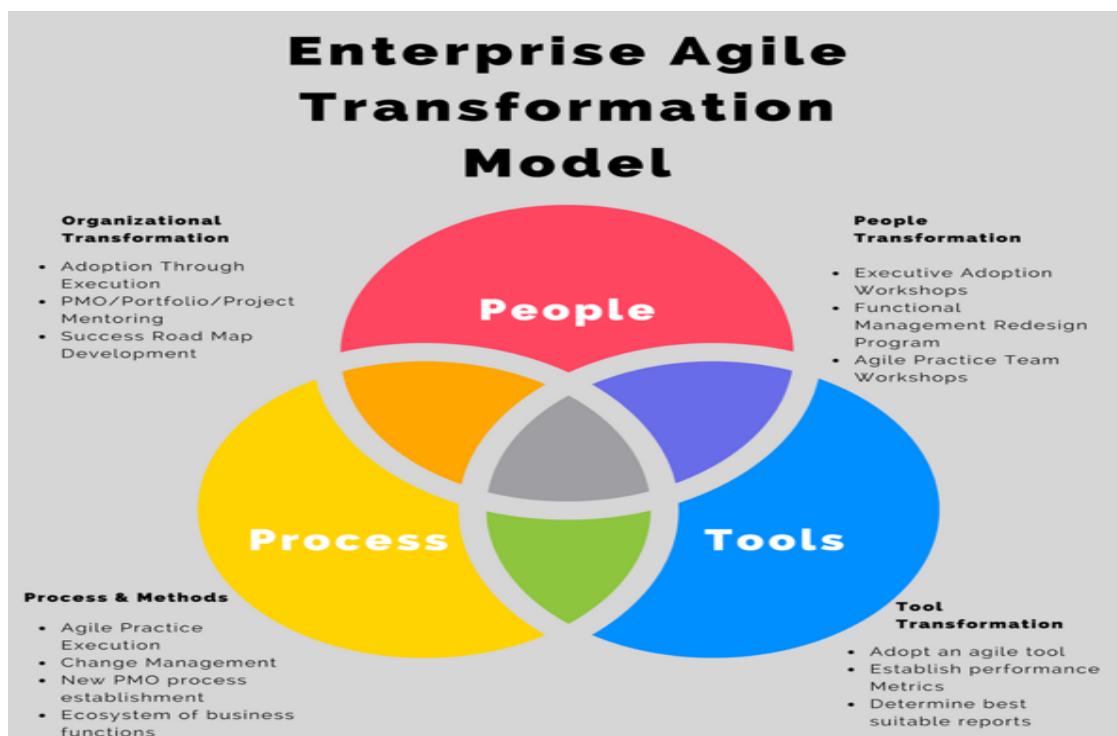 Enterprise Agile
Transformation
Model
Organizational
Transformation
• Adoption Through
Execution
• PMO/Portfolio/Project
Mentoring
• Success Road Map
Development
People
Transformation
• Executive Adoption
Workshops
• Functional
Management Redesign
Program
• Agile Practice Team
Workshops
People
Process
Tools
Process & Methods
• Agile Practice
Execution
• Change Management
• New PMO process
establishment
• Ecosystem of business
functions
Tool
Transformation
• Adopt an agile tool
• Establish performance
Metrics
• Determine best
suitable reports